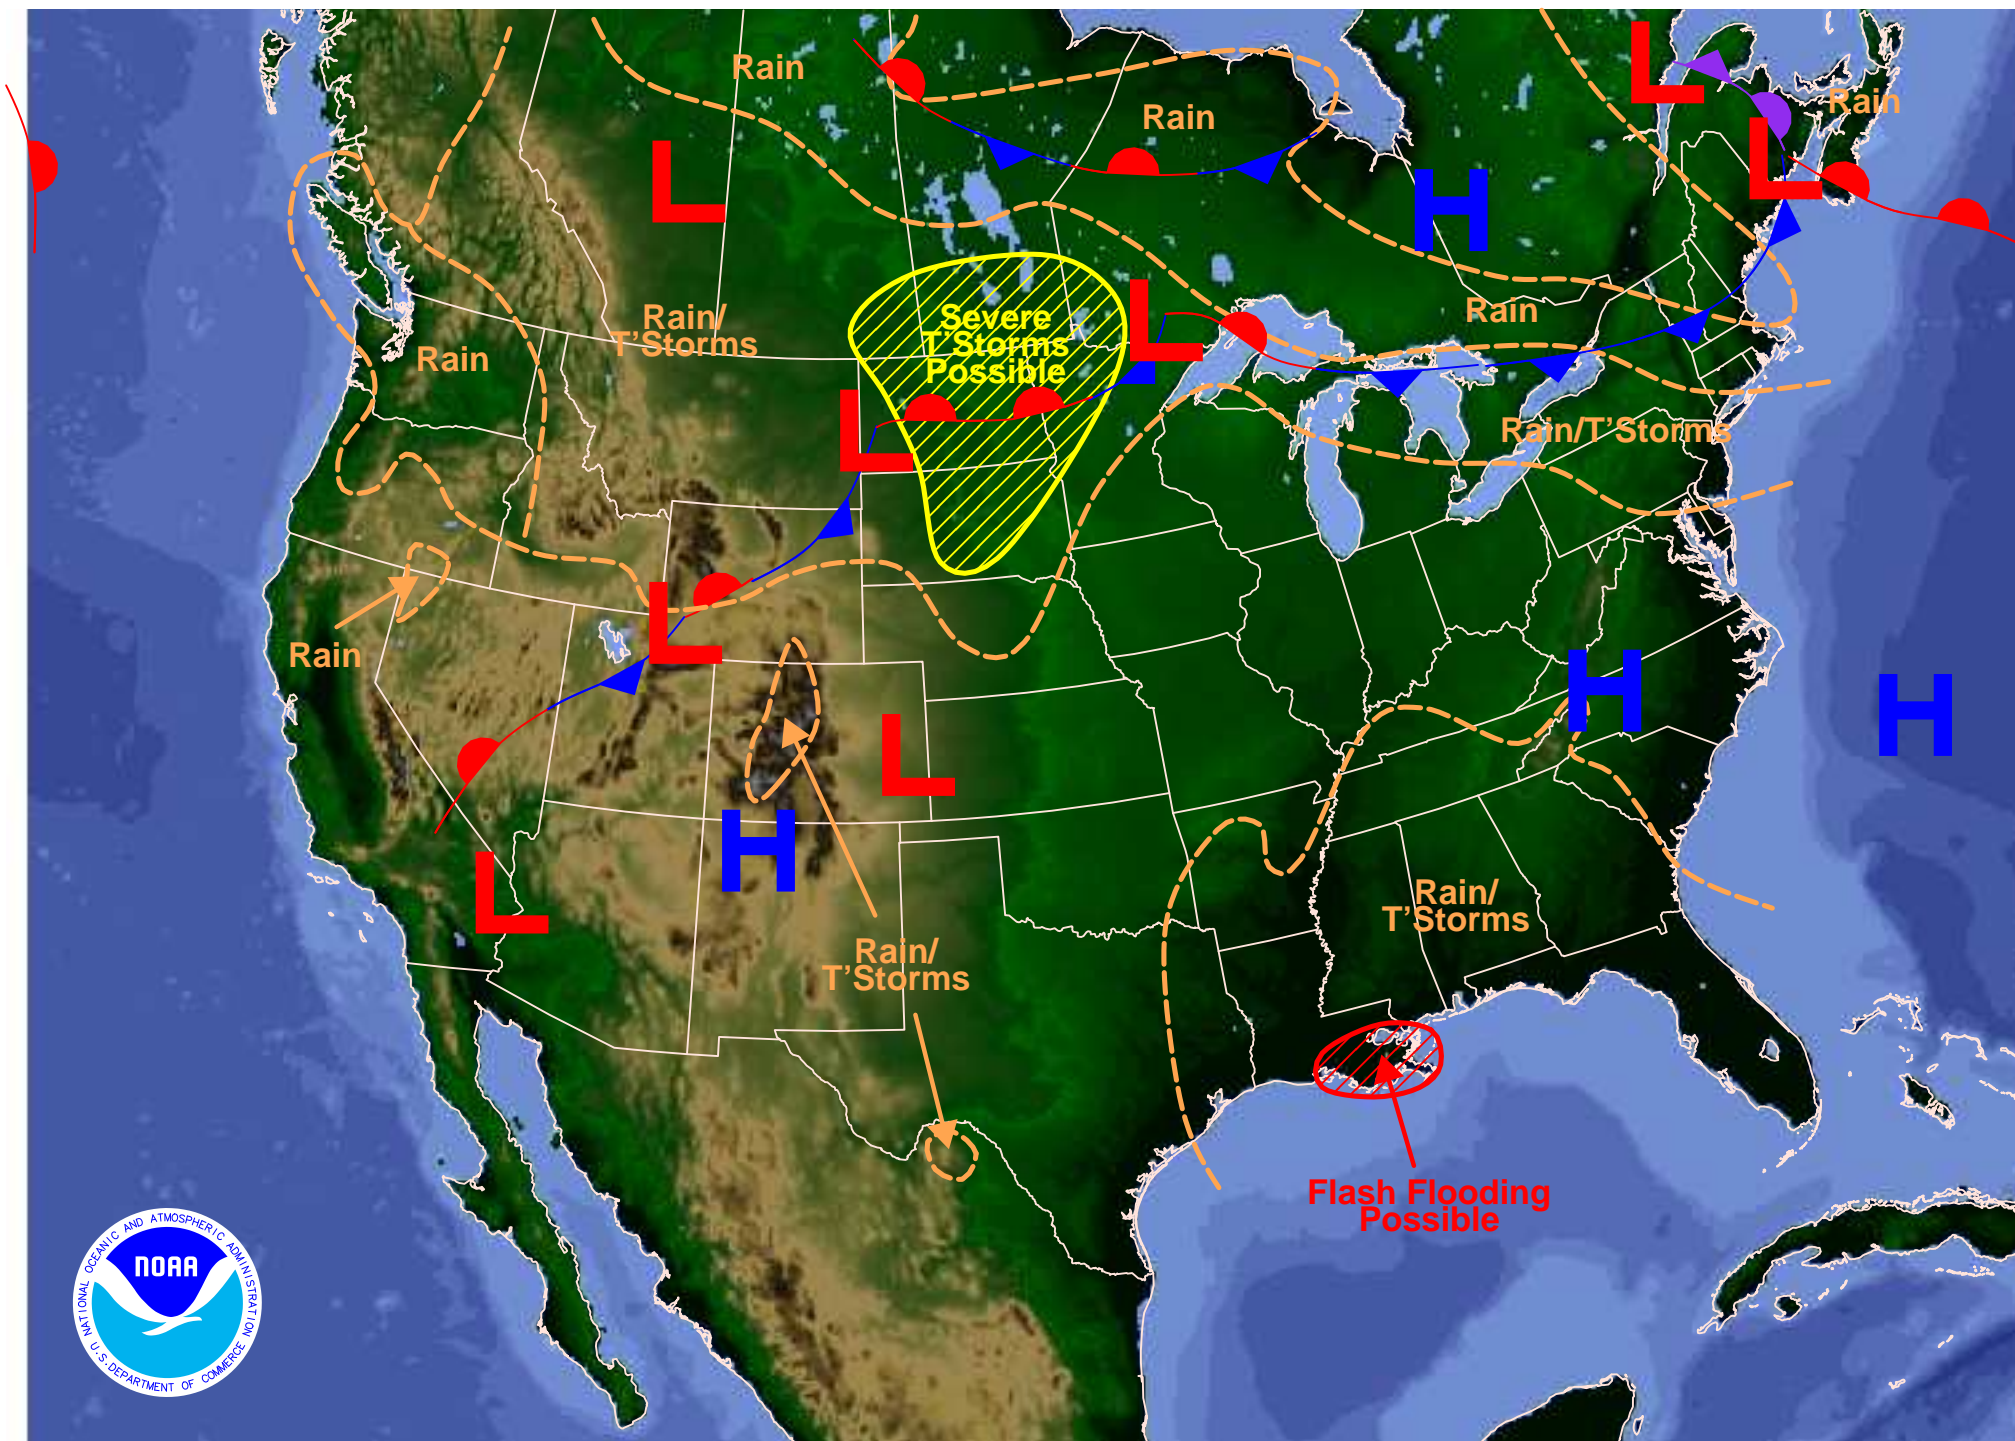 Rain
Rain
Rain
L
L
L
H
Rain/
T'Storms
Severe
T'Storms
Possible
L
Rain
Rain
L
Rain/T'Storms
L
Rain
H
H
L
H
L
Rain/
T'Storms
Rain/
T'Storms
Flash Flooding
Possible
NATIONAL OCEANIC AND ATMOSPHERIC ADMINISTRATION
NOAA
U.S. DEPARTMENT OF COMMERCE